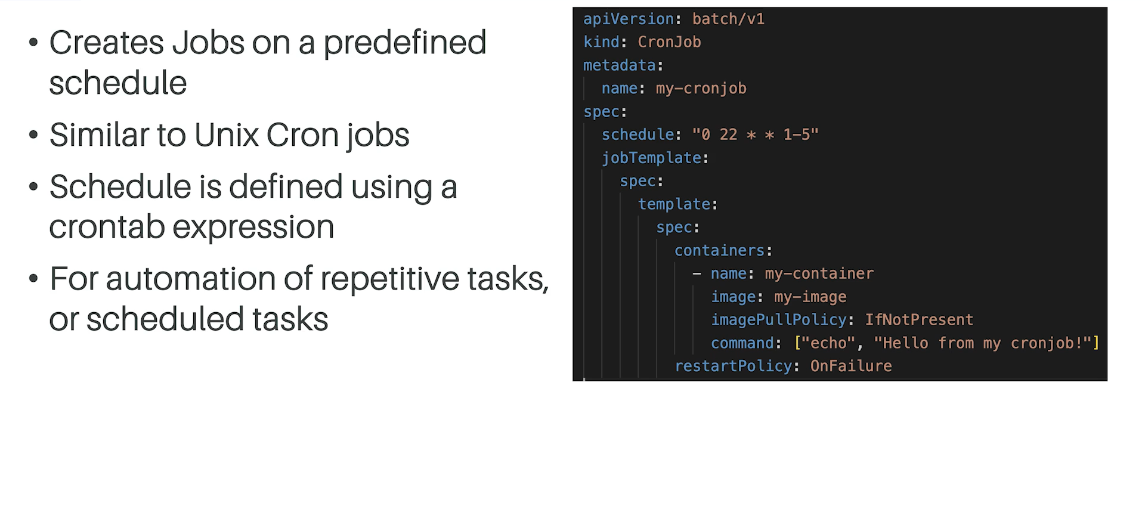 • Creates Jobs on a predefined
schedule
• Similar to Unix Cron jobs
• Schedule is defined using a
crontab expression
• For automation of repetitive tasks,
or scheduled tasks
apiVersion: batch/v1
kind: CronJob
metadata:
  name: my-cronjob
spec:
  schedule: "0 22 * * 1-5"
  jobTemplate:
    spec:
      template:
        spec:
          containers:
            - name: my-container
              image: my-image
              imagePullPolicy: IfNotPresent
              command: ["echo", "Hello from my cronjob!"]
          restartPolicy: OnFailure